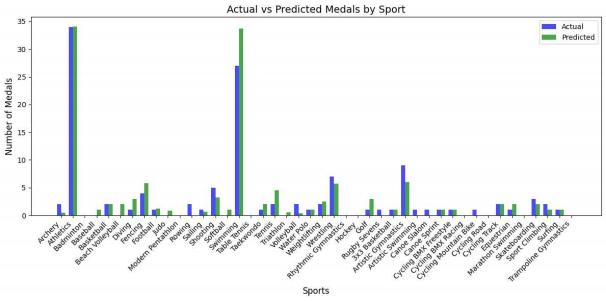 Actual vs Predicted Medals by Sport
Actual
Predicted
Number of Medals
35
30
25
20
15
10
5
0
Archery
Athletics
Badminton
Baseball
Basketball
Beach Volleyball
Diving
Fencing
Football
Judo
Modern Pentathlon
Rowing
Sailing
Shooting
Softball
Swimming
Table Tennis
Taekwondo
Tennis
Triathlon
Volleyball
Water Polo
Weightlifting
Wrestling
Rhythmic Gymnastics
Hockey
Golf
Rugby Sevens
3x3 Basketball
Artistic Gymnastics
Artistic Swimming
Canoe Slalom
Canoe Sprint
Cycling BMX Freestyle
Cycling BMX Racing
Cycling Mountain Bike
Cycling Road
Cycling Track
Equestrian
Marathon Swimming
Skateboarding
Sport Climbing
Surfing
Trampoline Gymnastics
Sports